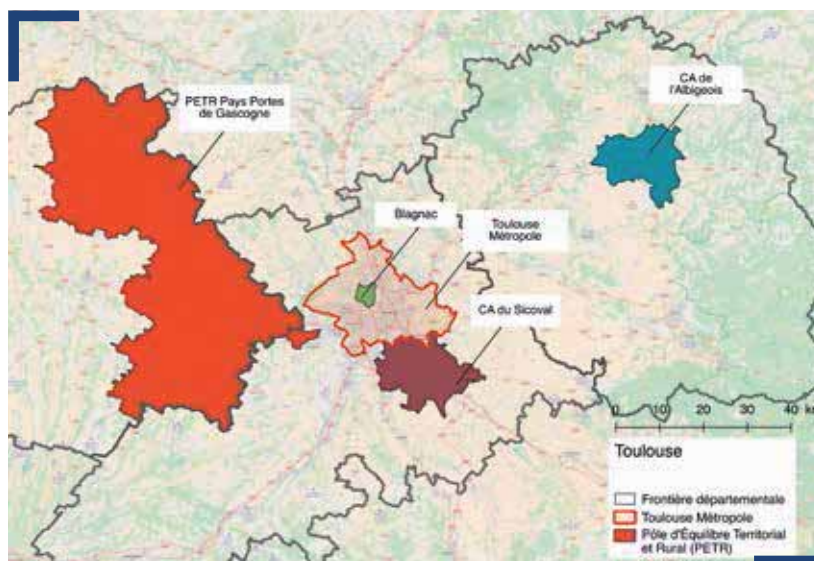 PETR Pays Portes
de Gascogne
CA de
l'Albigeois
Blagnac
Toulouse
Métropole
CA du Sicoval
0 10 20 30 40 km
Toulouse
Frontière départementale
Toulouse Métropole
Pôle d'Équilibre Territorial
et Rural (PETR)